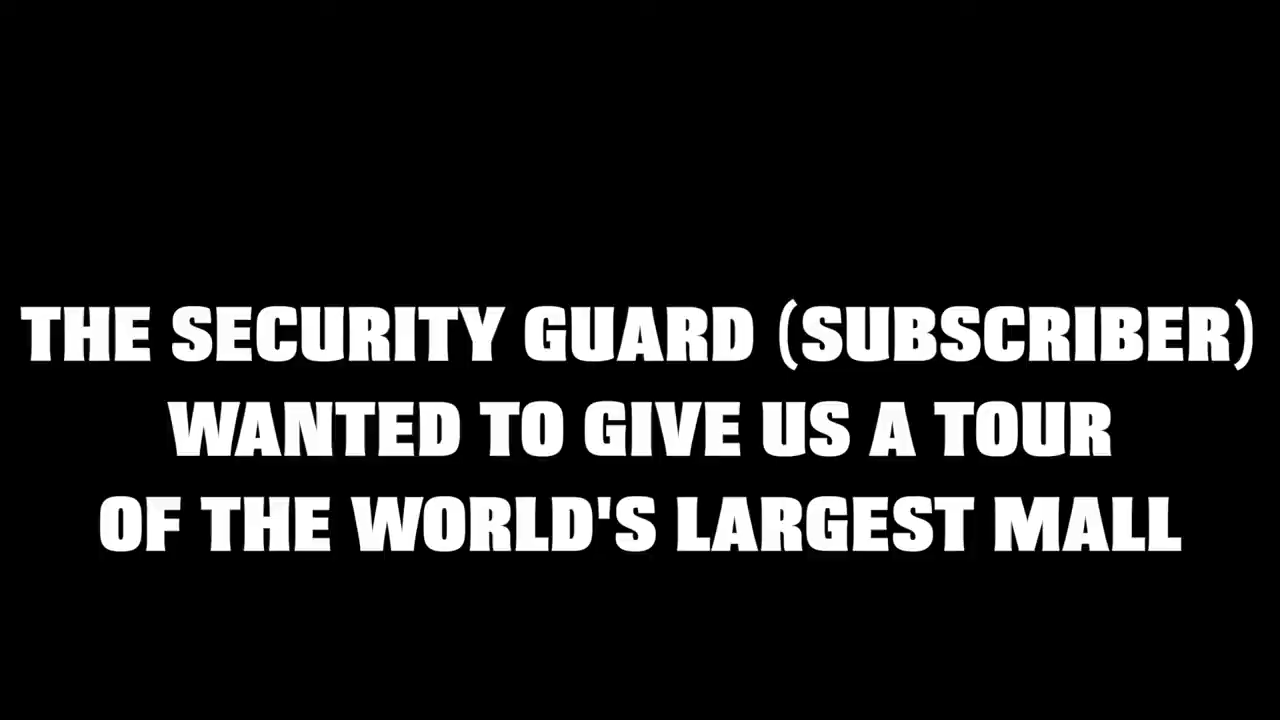 THE SECURITY GUARD (SUBSCRIBER)
WANTED TO GIVE US A TOUR
OF THE WORLD'S LARGEST MALL